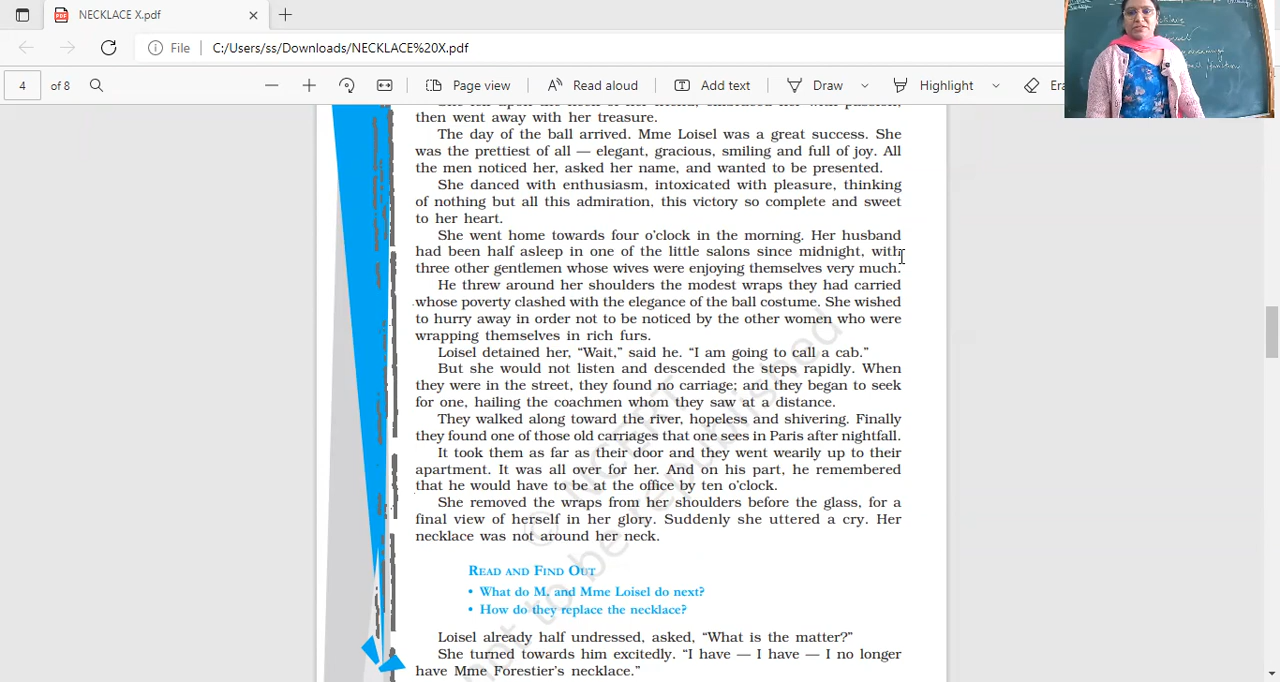 NECKLACE X.pdf
File
C:/Users/ss/Downloads/NECKLACE%20X.pdf
4
of 8
Page view
Read aloud
Add text
Draw
Highlight
Era
then went away with her treasure.
The day of the ball arrived. Mme Loisel was a great success. She
was the prettiest of all — elegant, gracious, smiling and full of joy. All
the men noticed her, asked her name, and wanted to be presented.
She danced with enthusiasm, intoxicated with pleasure, thinking
of nothing but all this admiration, this victory so complete and sweet
to her heart.
She went home towards four o’clock in the morning. Her husband
had been half asleep in one of the little salons since midnight, with
three other gentlemen whose wives were enjoying themselves very much.
He threw around her shoulders the modest wraps they had carried
whose poverty clashed with the elegance of the ball costume. She wished
to hurry away in order not to be noticed by the other women who were
wrapping themselves in rich furs.
Loisel detained her, “Wait,” said he. “I am going to call a cab.”
But she would not listen and descended the steps rapidly. When
they were in the street, they found no carriage; and they began to seek
for one, hailing the coachmen whom they saw at a distance.
They walked along toward the river, hopeless and shivering. Finally
they found one of those old carriages that one sees in Paris after nightfall.
It took them as far as their door and they went wearily up to their
apartment. It was all over for her. And on his part, he remembered
that he would have to be at the office by ten o’clock.
She removed the wraps from her shoulders before the glass, for a
final view of herself in her glory. Suddenly she uttered a cry. Her
necklace was not around her neck.
READ AND FIND OUT
• What do M. and Mme Loisel do next?
• How do they replace the necklace?
Loisel already half undressed, asked, “What is the matter?”
She turned towards him excitedly. “I have — I have — I no longer
have Mme Forestier’s necklace.”
© NCERT
not to be republished